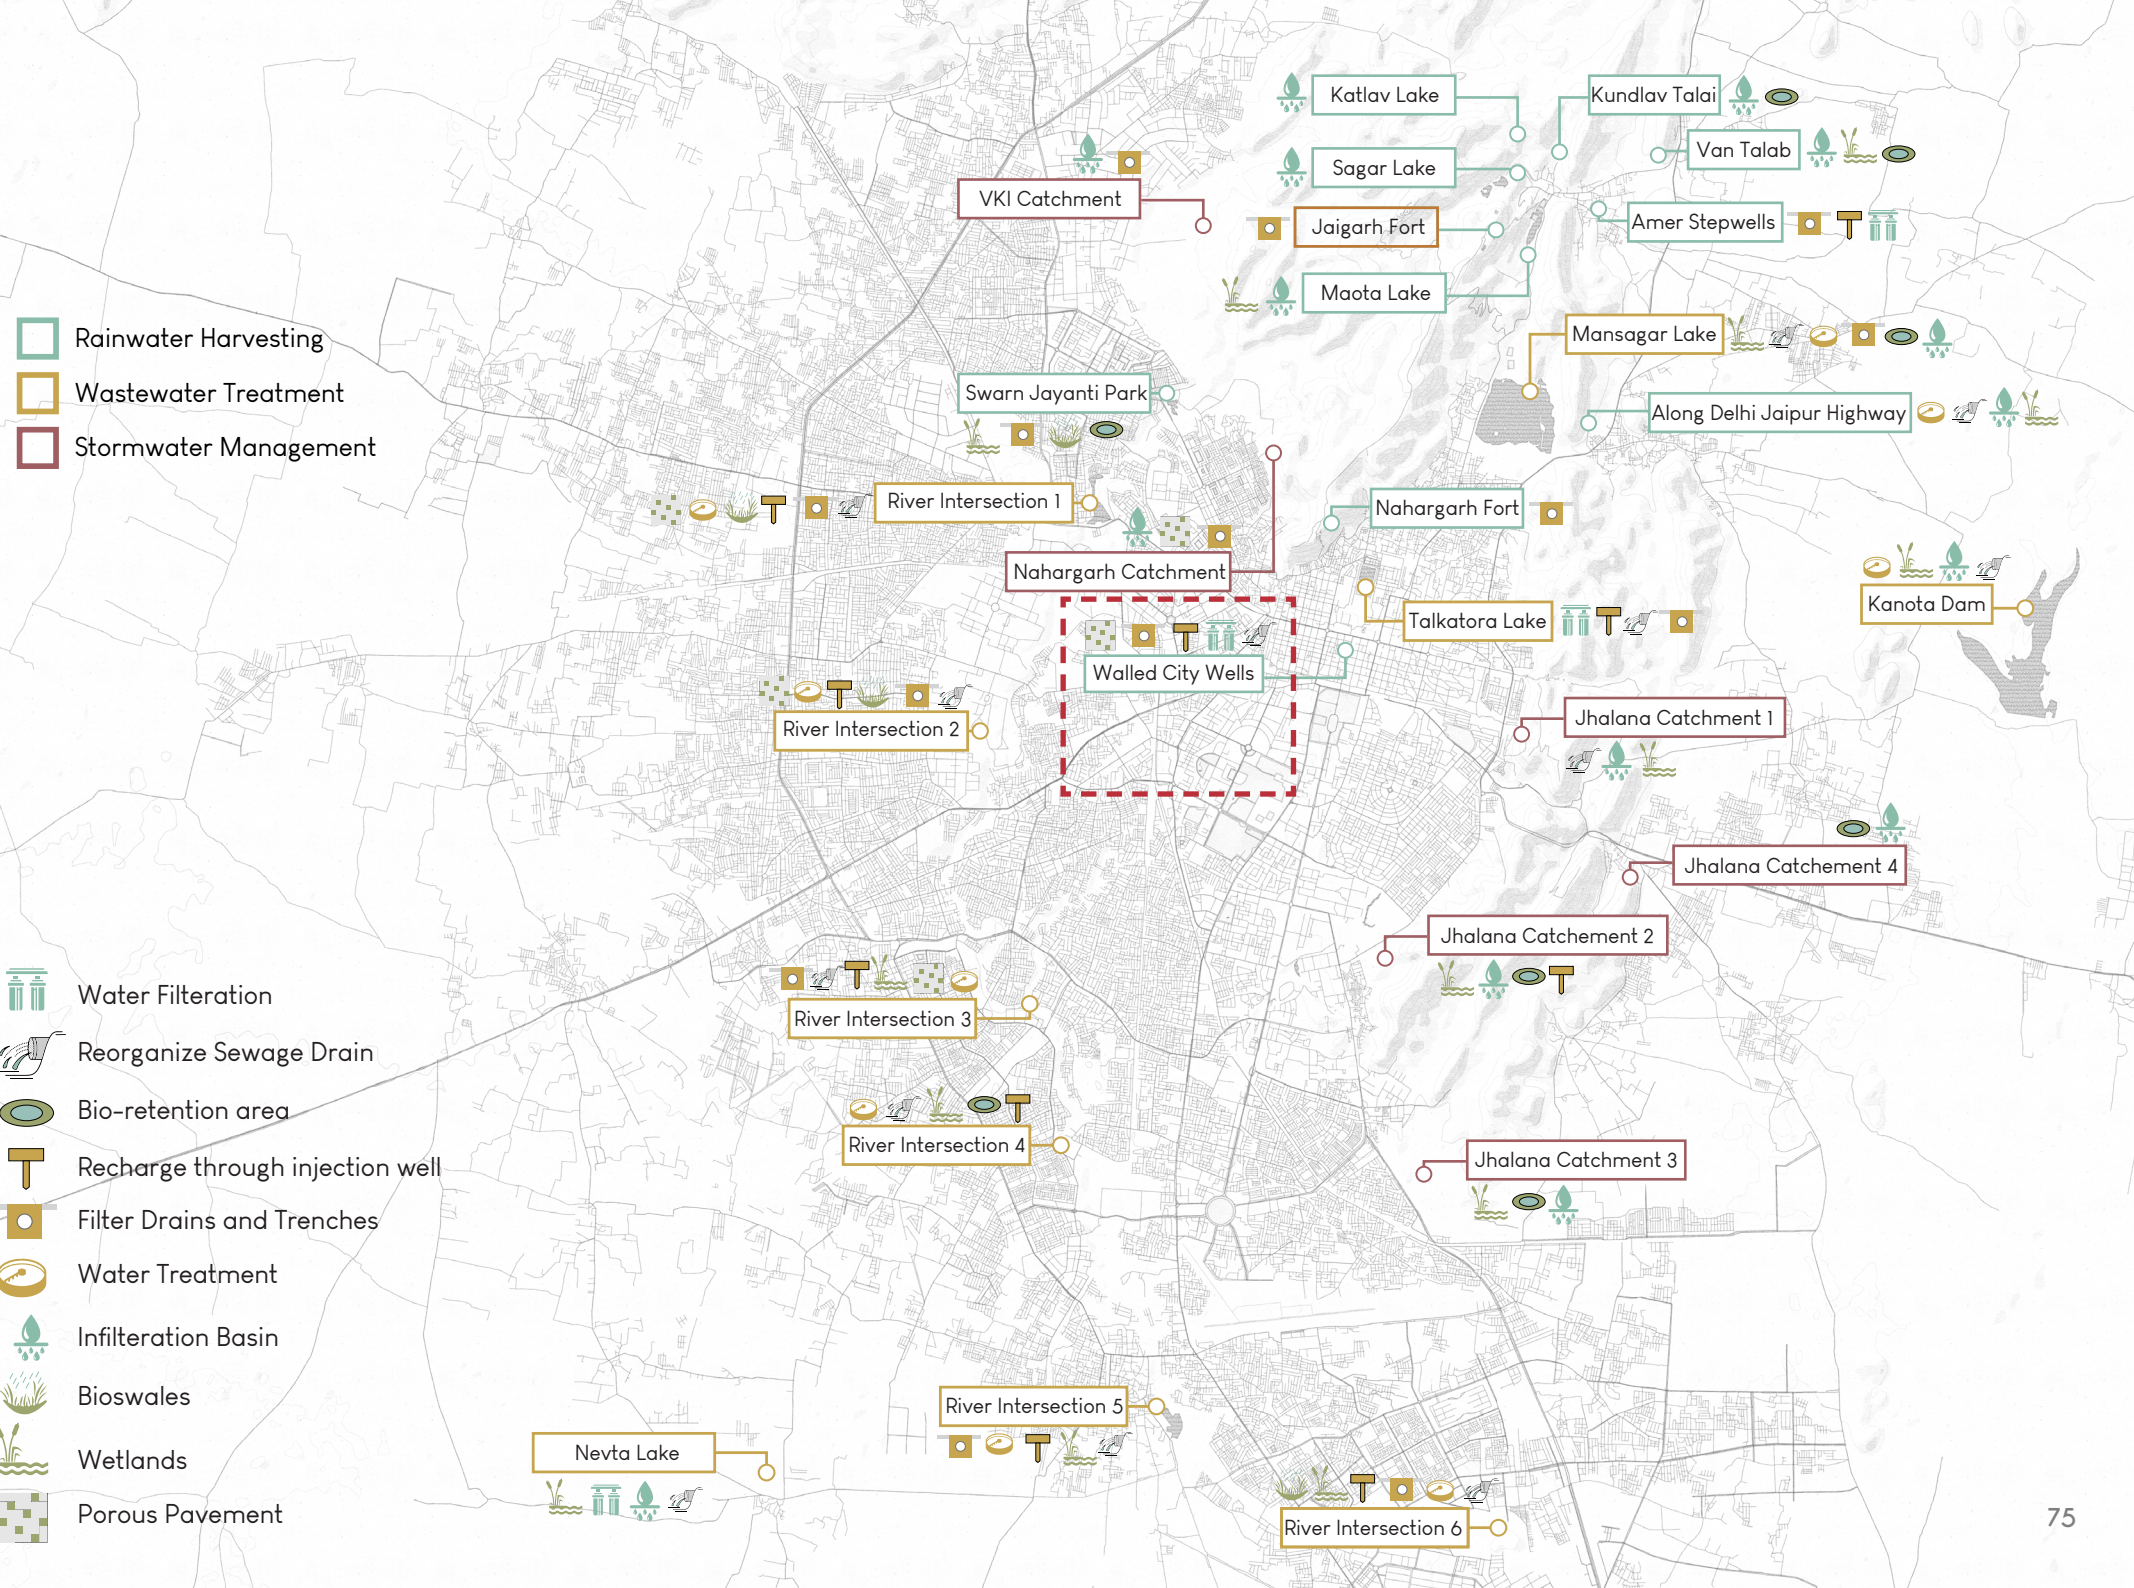 Katlav Lake
Kundlav Talai
Van Talab
Sagar Lake
VKI Catchment
Jaigarh Fort
Amer Stepwells
Maota Lake
Mansagar Lake
Rainwater Harvesting
Wastewater Treatment
Stormwater Management
Swarn Jayanti Park
Along Delhi Jaipur Highway
River Intersection 1
Nahargarh Fort
Nahargarh Catchment
Kanota Dam
Talkatora Lake
Walled City Wells
River Intersection 2
Jhalana Catchment 1
Jhalana Catchement 4
Jhalana Catchement 2
River Intersection 3
River Intersection 4
Jhalana Catchment 3
Water Filteration
Reorganize Sewage Drain
Bio-retention area
Recharge through injection well
Filter Drains and Trenches
Water Treatment
Infilteration Basin
Bioswales
Wetlands
Porous Pavement
River Intersection 5
Nevta Lake
River Intersection 6
75